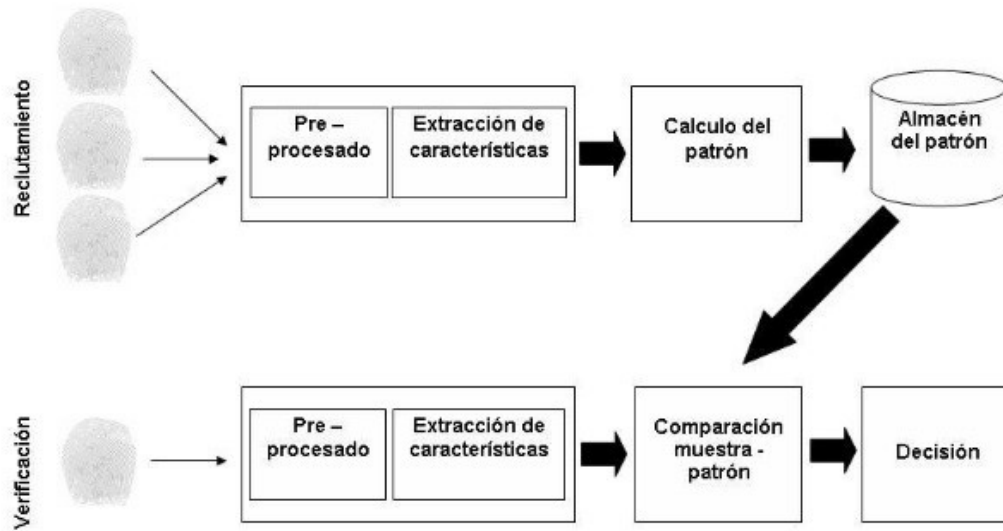 Reclutamiento
Pre –
procesado
Extracción de
características
Calculo del
patrón
Almacén
del patrón
Verificación
Pre –
procesado
Extracción de
características
Comparación
muestra -
patrón
Decisión